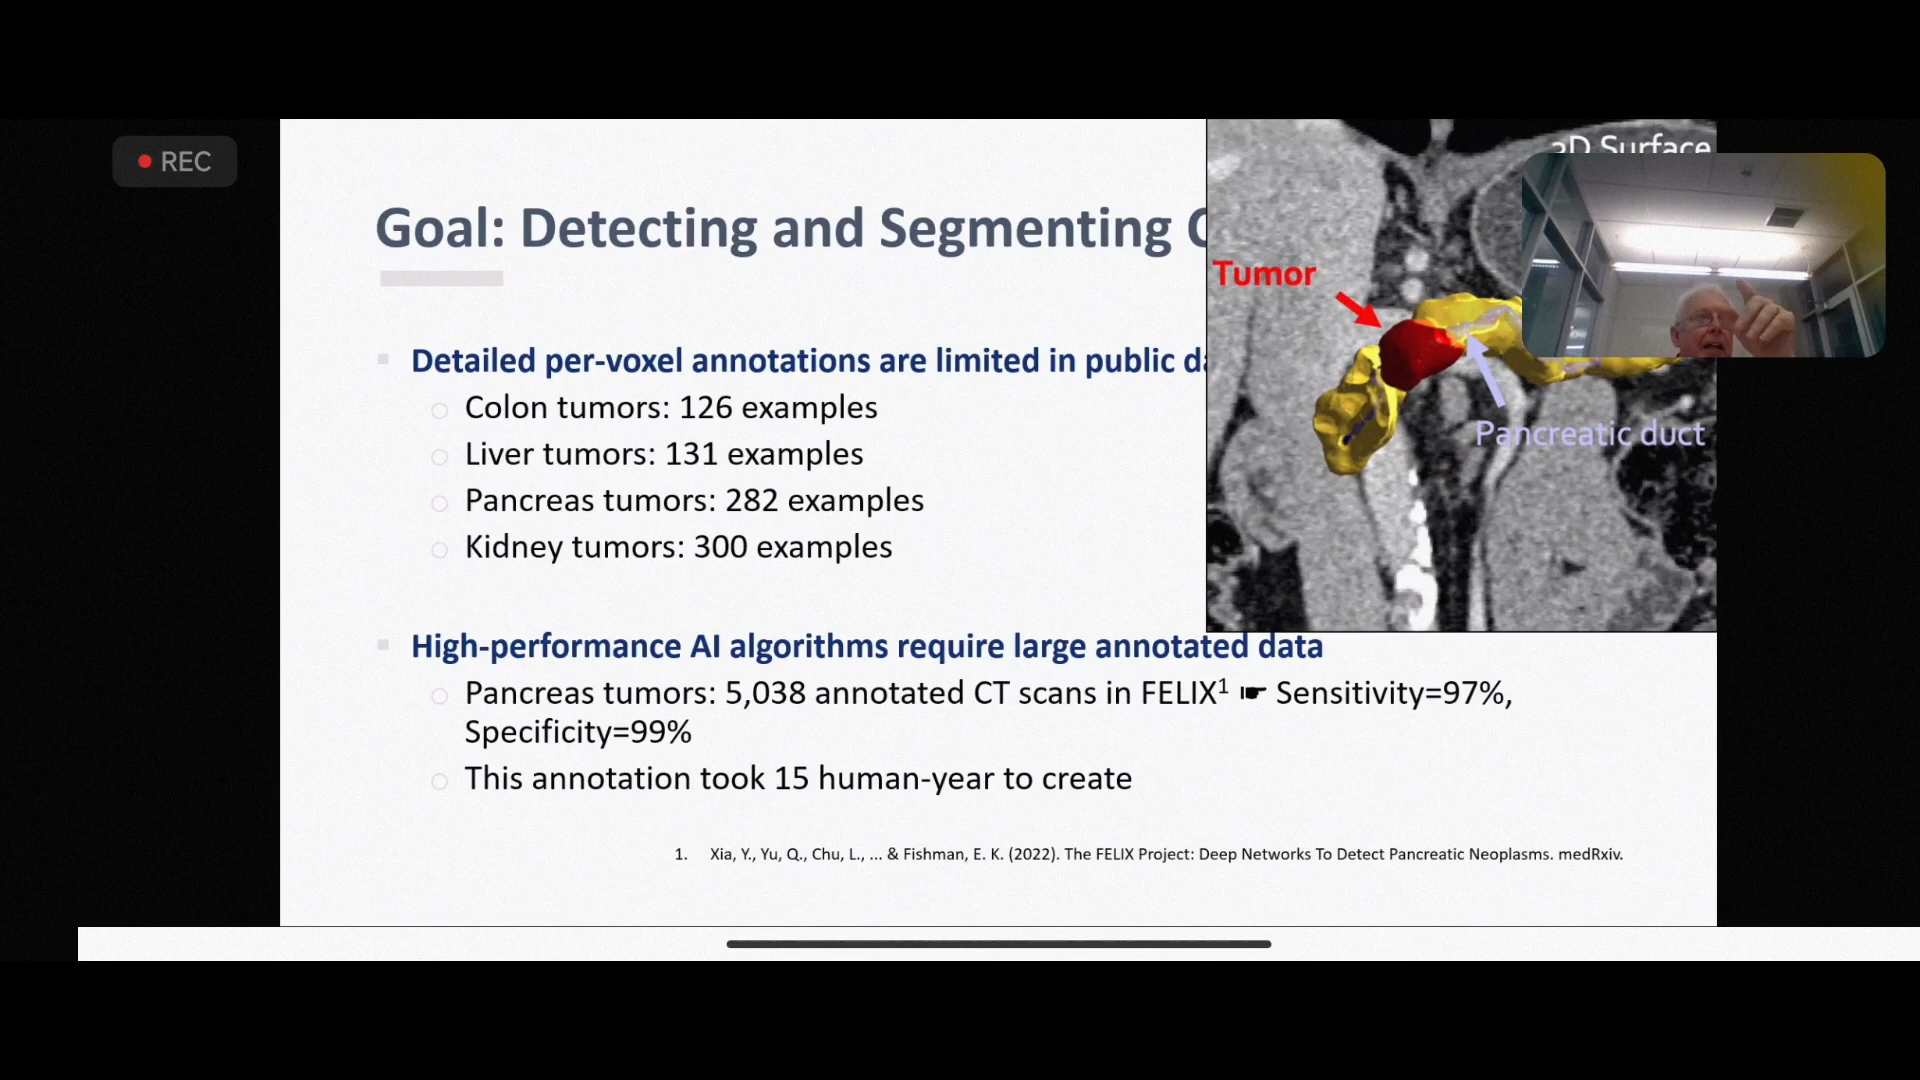 REC
3D Surface
Goal: Detecting and Segmenting
Tumor
Detailed per-voxel annotations are limited in public
Colon tumors: 126 examples
Liver tumors: 131 examples
Pancreas tumors: 282 examples
Pancreatic duct
Kidney tumors: 300 examples
High-performance AI algorithms require large annotated data
Pancreas tumors: 5,038 annotated CT scans in FELIX¹ ☛ Sensitivity=97%,
Specificity=99%
This annotation took 15 human-year to create
1. Xia, Y., Yu, Q., Chu, L., ... & Fishman, E. K. (2022). The FELIX Project: Deep Networks To Detect Pancreatic Neoplasms. medRxiv.